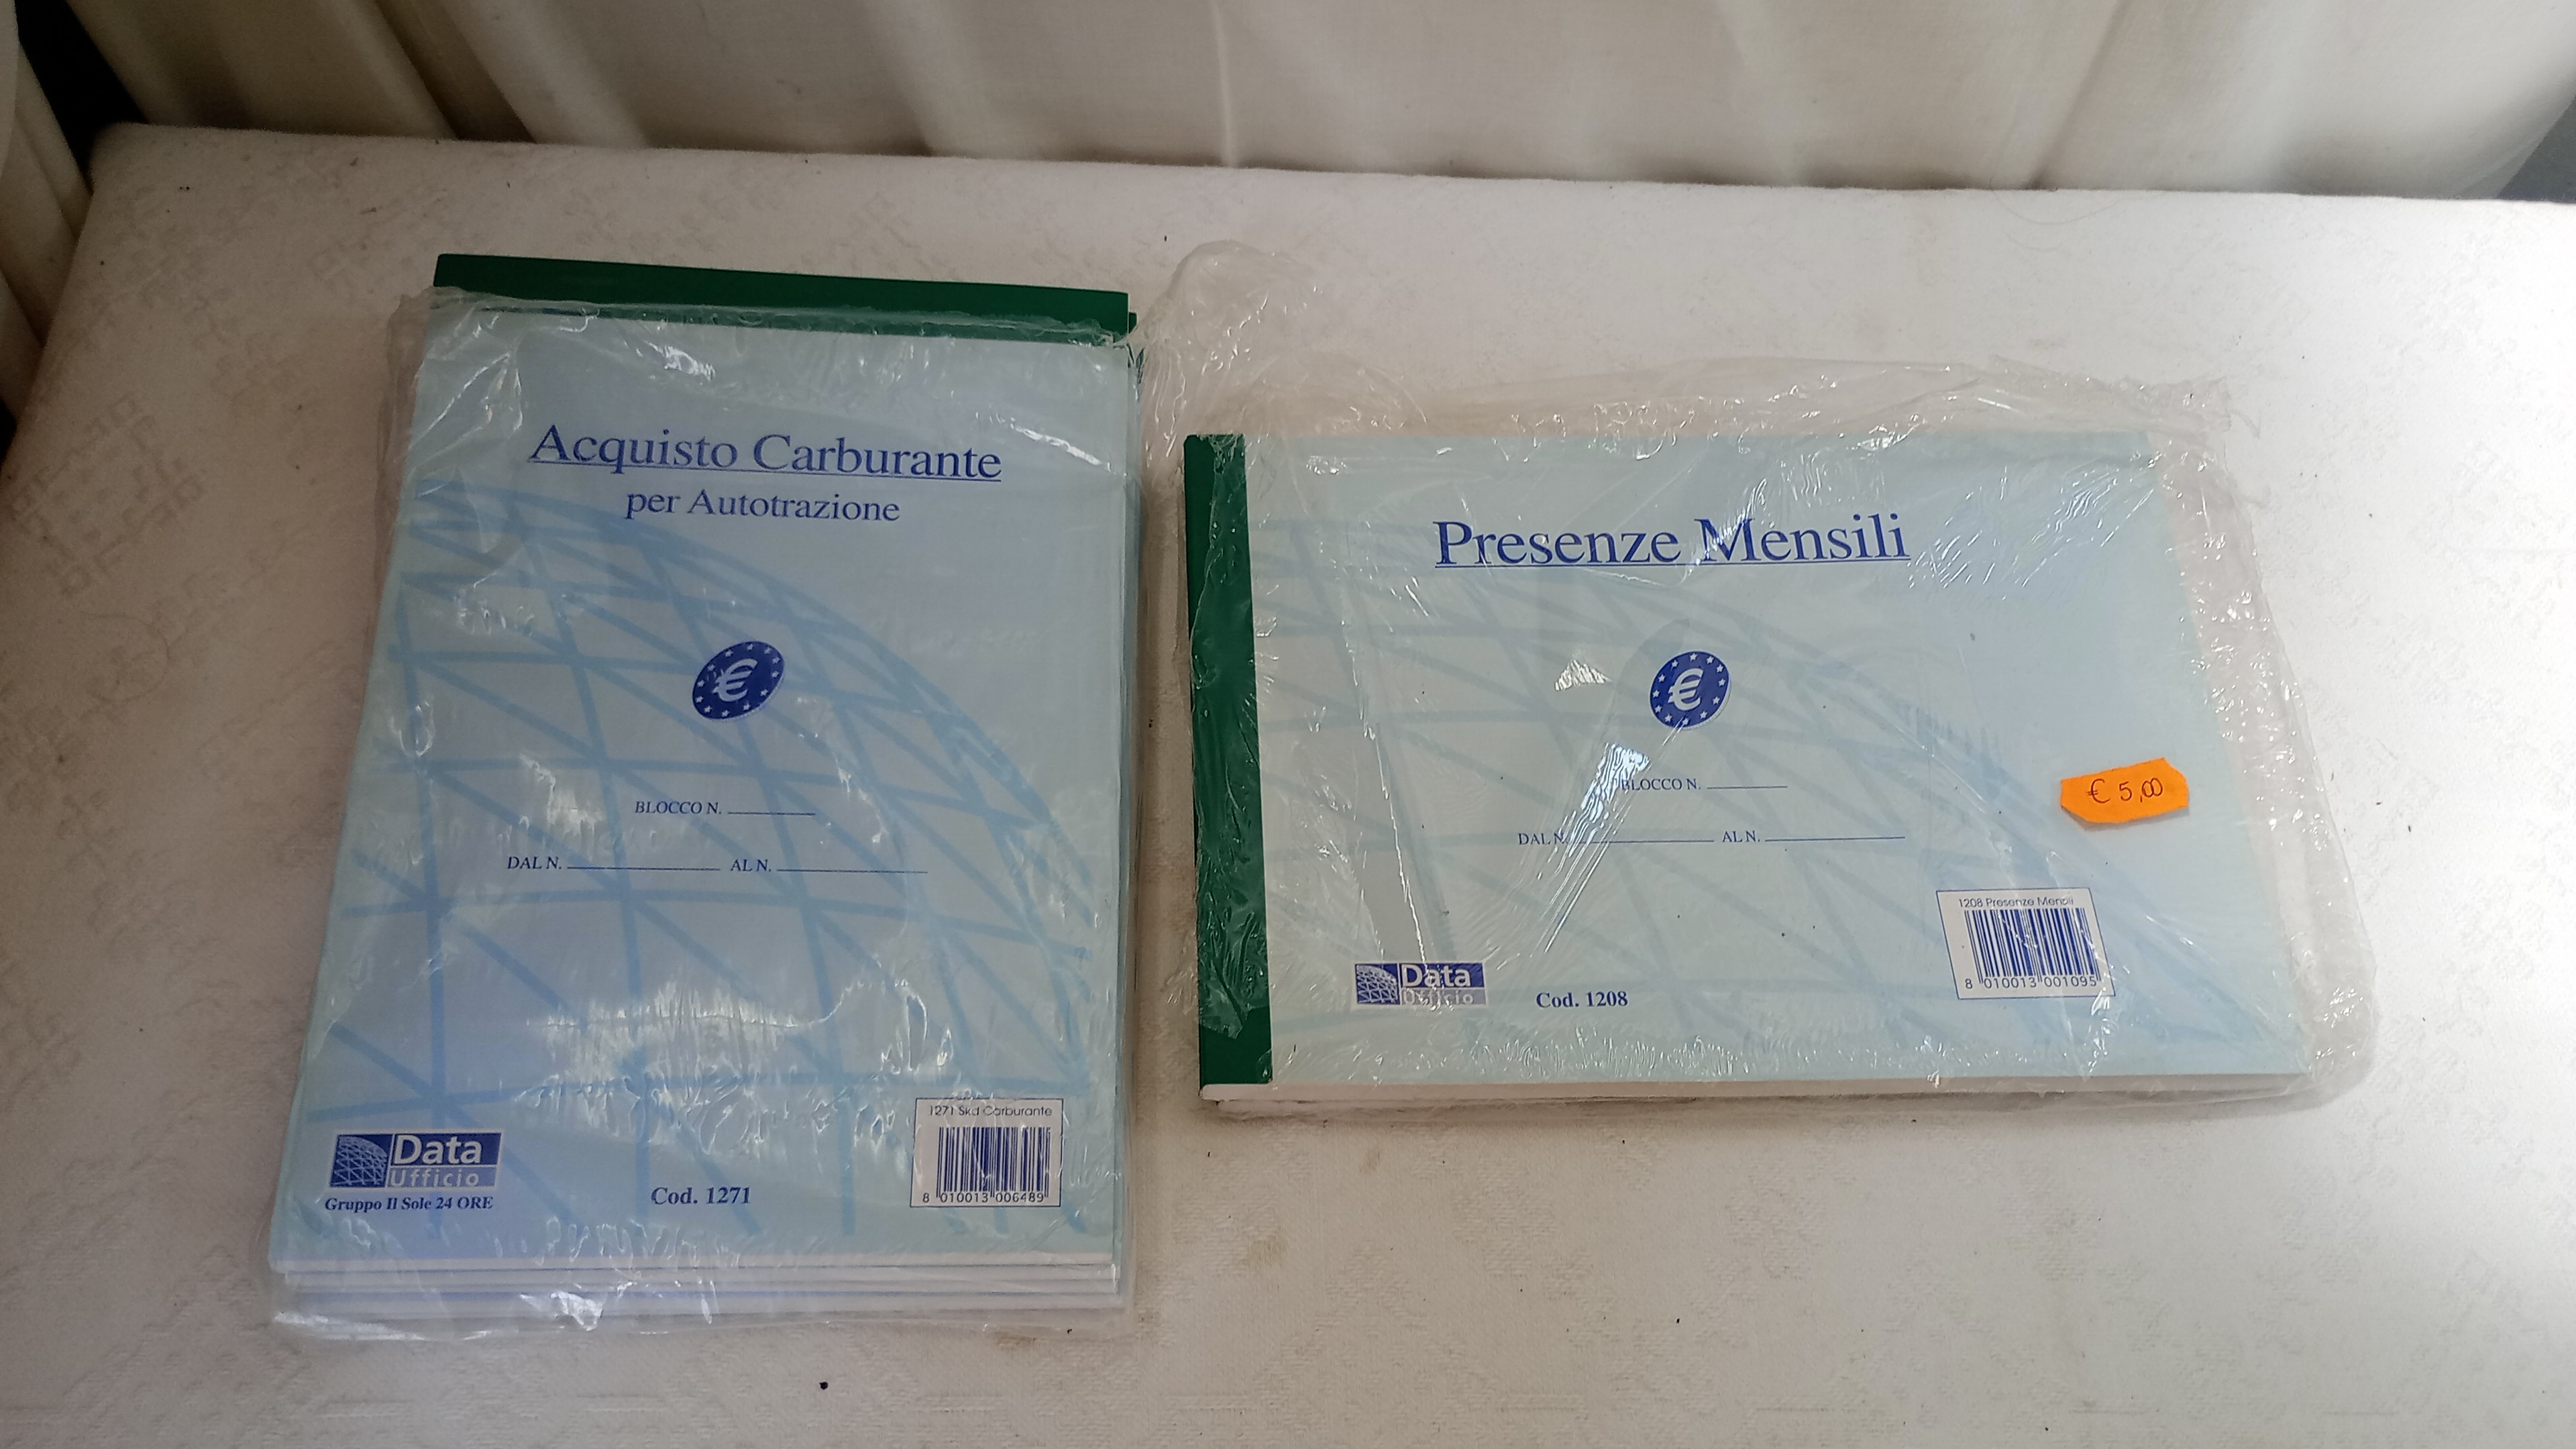 Acquisto Carburante
per Autotrazione
€
BLOCCO N.
DAL N. AL N.
1271 Skd Carburante
8 010013 006489
Data
Ufficio
Gruppo Il Sole 24 ORE
Cod. 1271
Presenze Mensili
€
BLOCCO N.
DAL N. AL N.
€ 5,00
1208 Presenze Mensili
8 010013 001095
Data
Ufficio
Cod. 1208